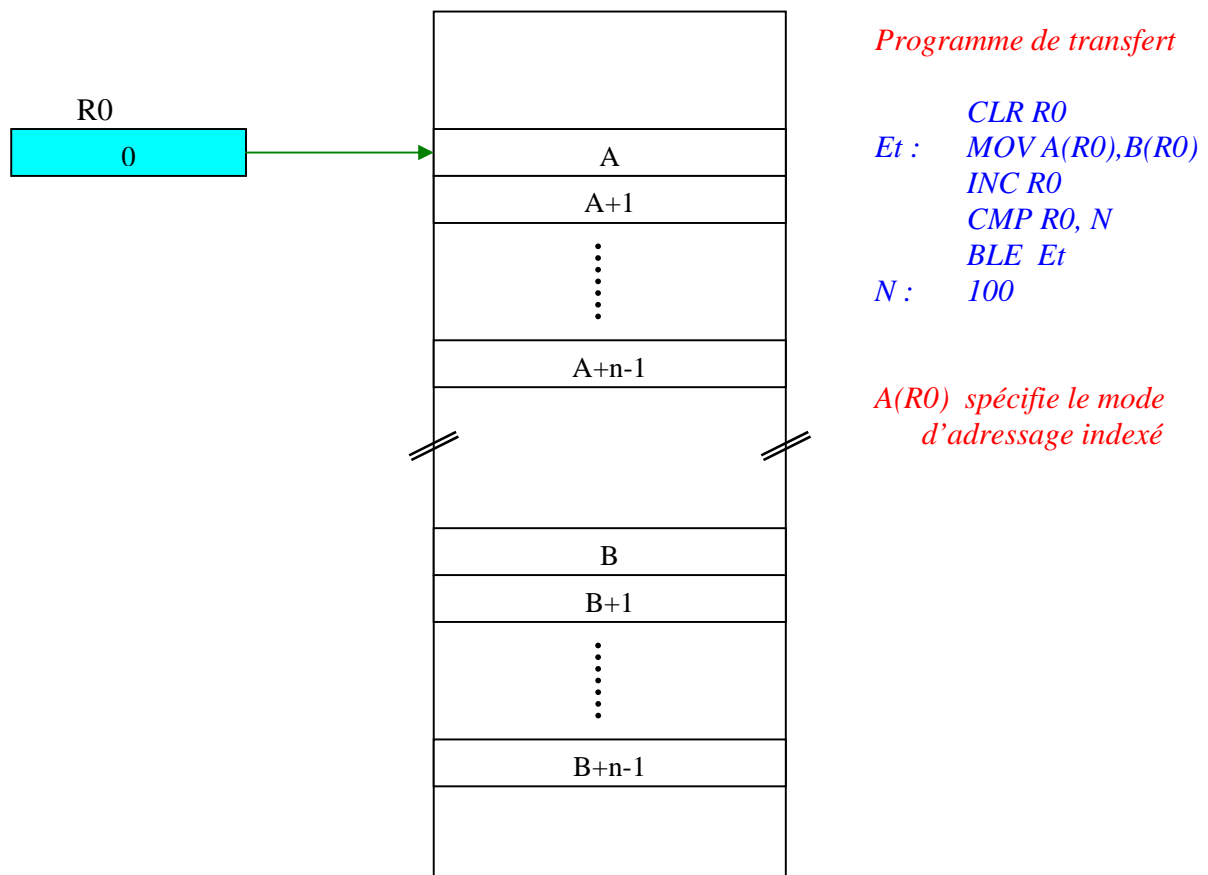 R0
0
A
A+1
A+n-1
B
B+1
B+n-1
Programme de transfert
CLR R0
Et : MOV A(R0),B(R0)
INC R0
CMP R0, N
BLE Et
N : 100
A(R0) spécifie le mode
d'adressage indexé